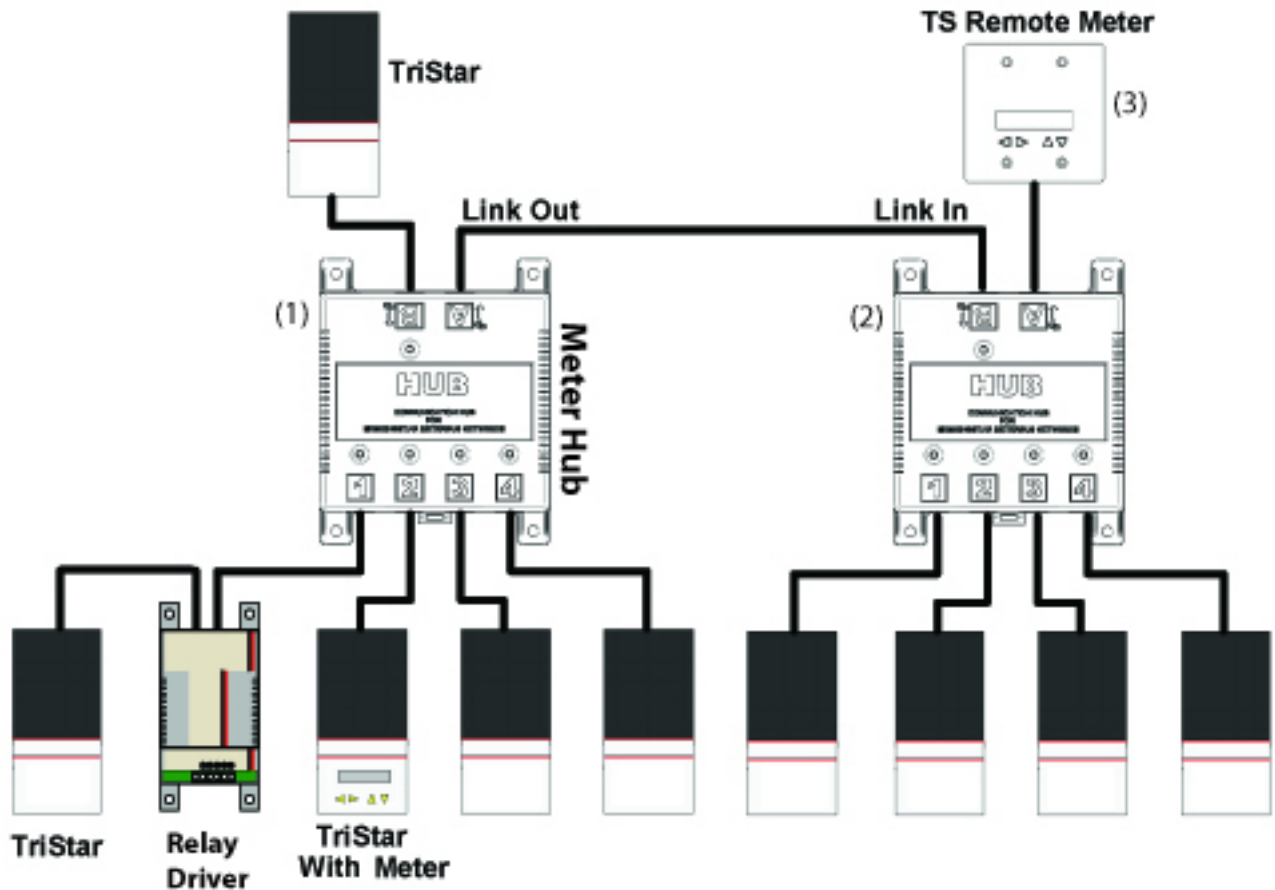 TS Remote Meter
TriStar
(3)
Link Out
Link In
(1)
(2)
Meter Hub
HUB
HUB
1 2 3 4
1 2 3 4
TriStar
Relay
Driver
TriStar
With Meter